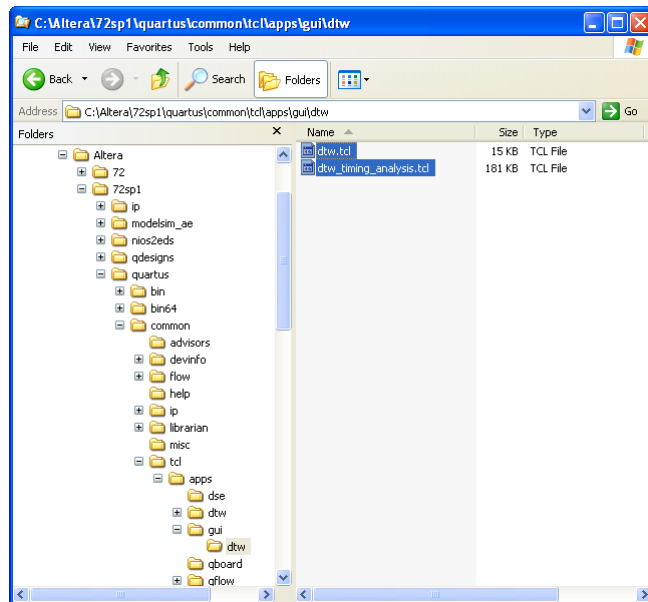 C:\Altera\72sp1\quartus\common\tcl\apps\gui\dtw
File Edit View Favorites Tools Help
Back Search Folders
Address C:\Altera\72sp1\quartus\common\tcl\apps\gui\dtw Go
Folders Name Size Type
dtw.tcl 15 KB TCL File
dtw_timing_analysis.tcl 181 KB TCL File
Altera
72
72sp1
ip
modelsim_ae
nios2eds
qdesigns
quartus
bin
bin64
common
advisors
devinfo
flow
help
ip
librarian
misc
tcl
apps
dse
dtw
gui
dtw
qboard
qflow